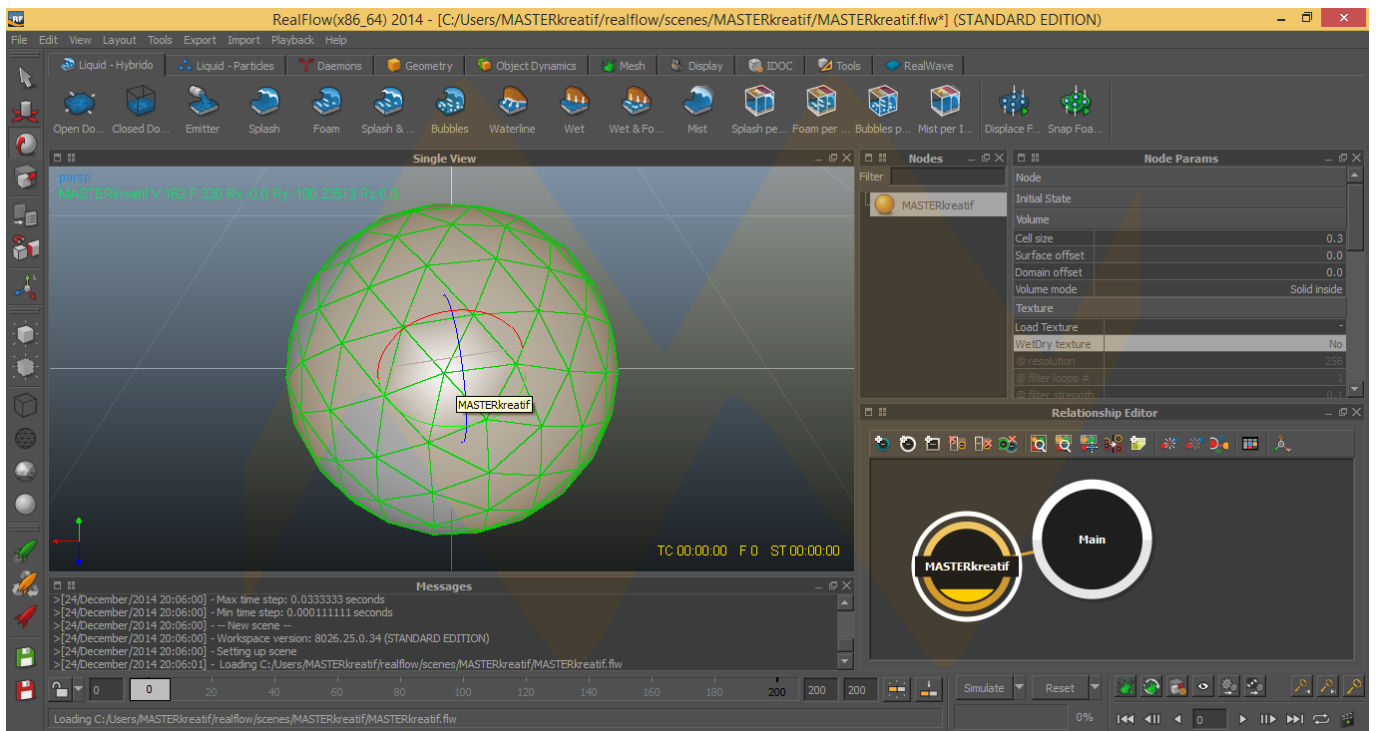 RF
RealFlow(x86_64) 2014 - [C:/Users/MASTERkreatif/realflow/scenes/MASTERkreatif/MASTERkreatif.flw*] (STANDARD EDITION)
File Edit View Layout Tools Export Import Playback Help
Liquid - Hybrido Liquid - Particles Daemons Geometry Object Dynamics Mesh Display IDOC Tools RealWave
Open Do... Closed Do... Emitter Splash Foam Splash & ... Bubbles Waterline Wet Wet & Fo... Mist Splash pe... Foam per ... Bubbles p... Mist per I... Displace F... Snap Foa...
Single View
persp
MASTERkreatif V:162 F:320 Rx:-0.0 Ry:-100.29513 Rz:0.0
MASTERkreatif
TC 00:00:00 F 0 ST 00:00:00
Nodes
Filter
MASTERkreatif
Node Params
Node
Initial State
Volume
Cell size 0.3
Surface offset 0.0
Domain offset 0.0
Volume mode Solid inside
Texture
Load Texture -
WetDry texture No
@ resolution 256
@ filter loops # 1
@ filter strength 0.1
Relationship Editor
MASTERkreatif
Main
Messages
>[24/December/2014 20:06:00] - Max time step: 0.0333333 seconds
>[24/December/2014 20:06:00] - Min time step: 0.000111111 seconds
>[24/December/2014 20:06:00] - -- New scene --
>[24/December/2014 20:06:00] - Workspace version: 8026.25.0.34 (STANDARD EDITION)
>[24/December/2014 20:06:00] - Setting up scene
>[24/December/2014 20:06:01] - Loading C:/Users/MASTERkreatif/realflow/scenes/MASTERkreatif/MASTERkreatif.flw
0 0 20 40 60 80 100 120 140 160 180 200 200 200 Simulate Reset
Loading C:/Users/MASTERkreatif/realflow/scenes/MASTERkreatif/MASTERkreatif.flw 0% 0